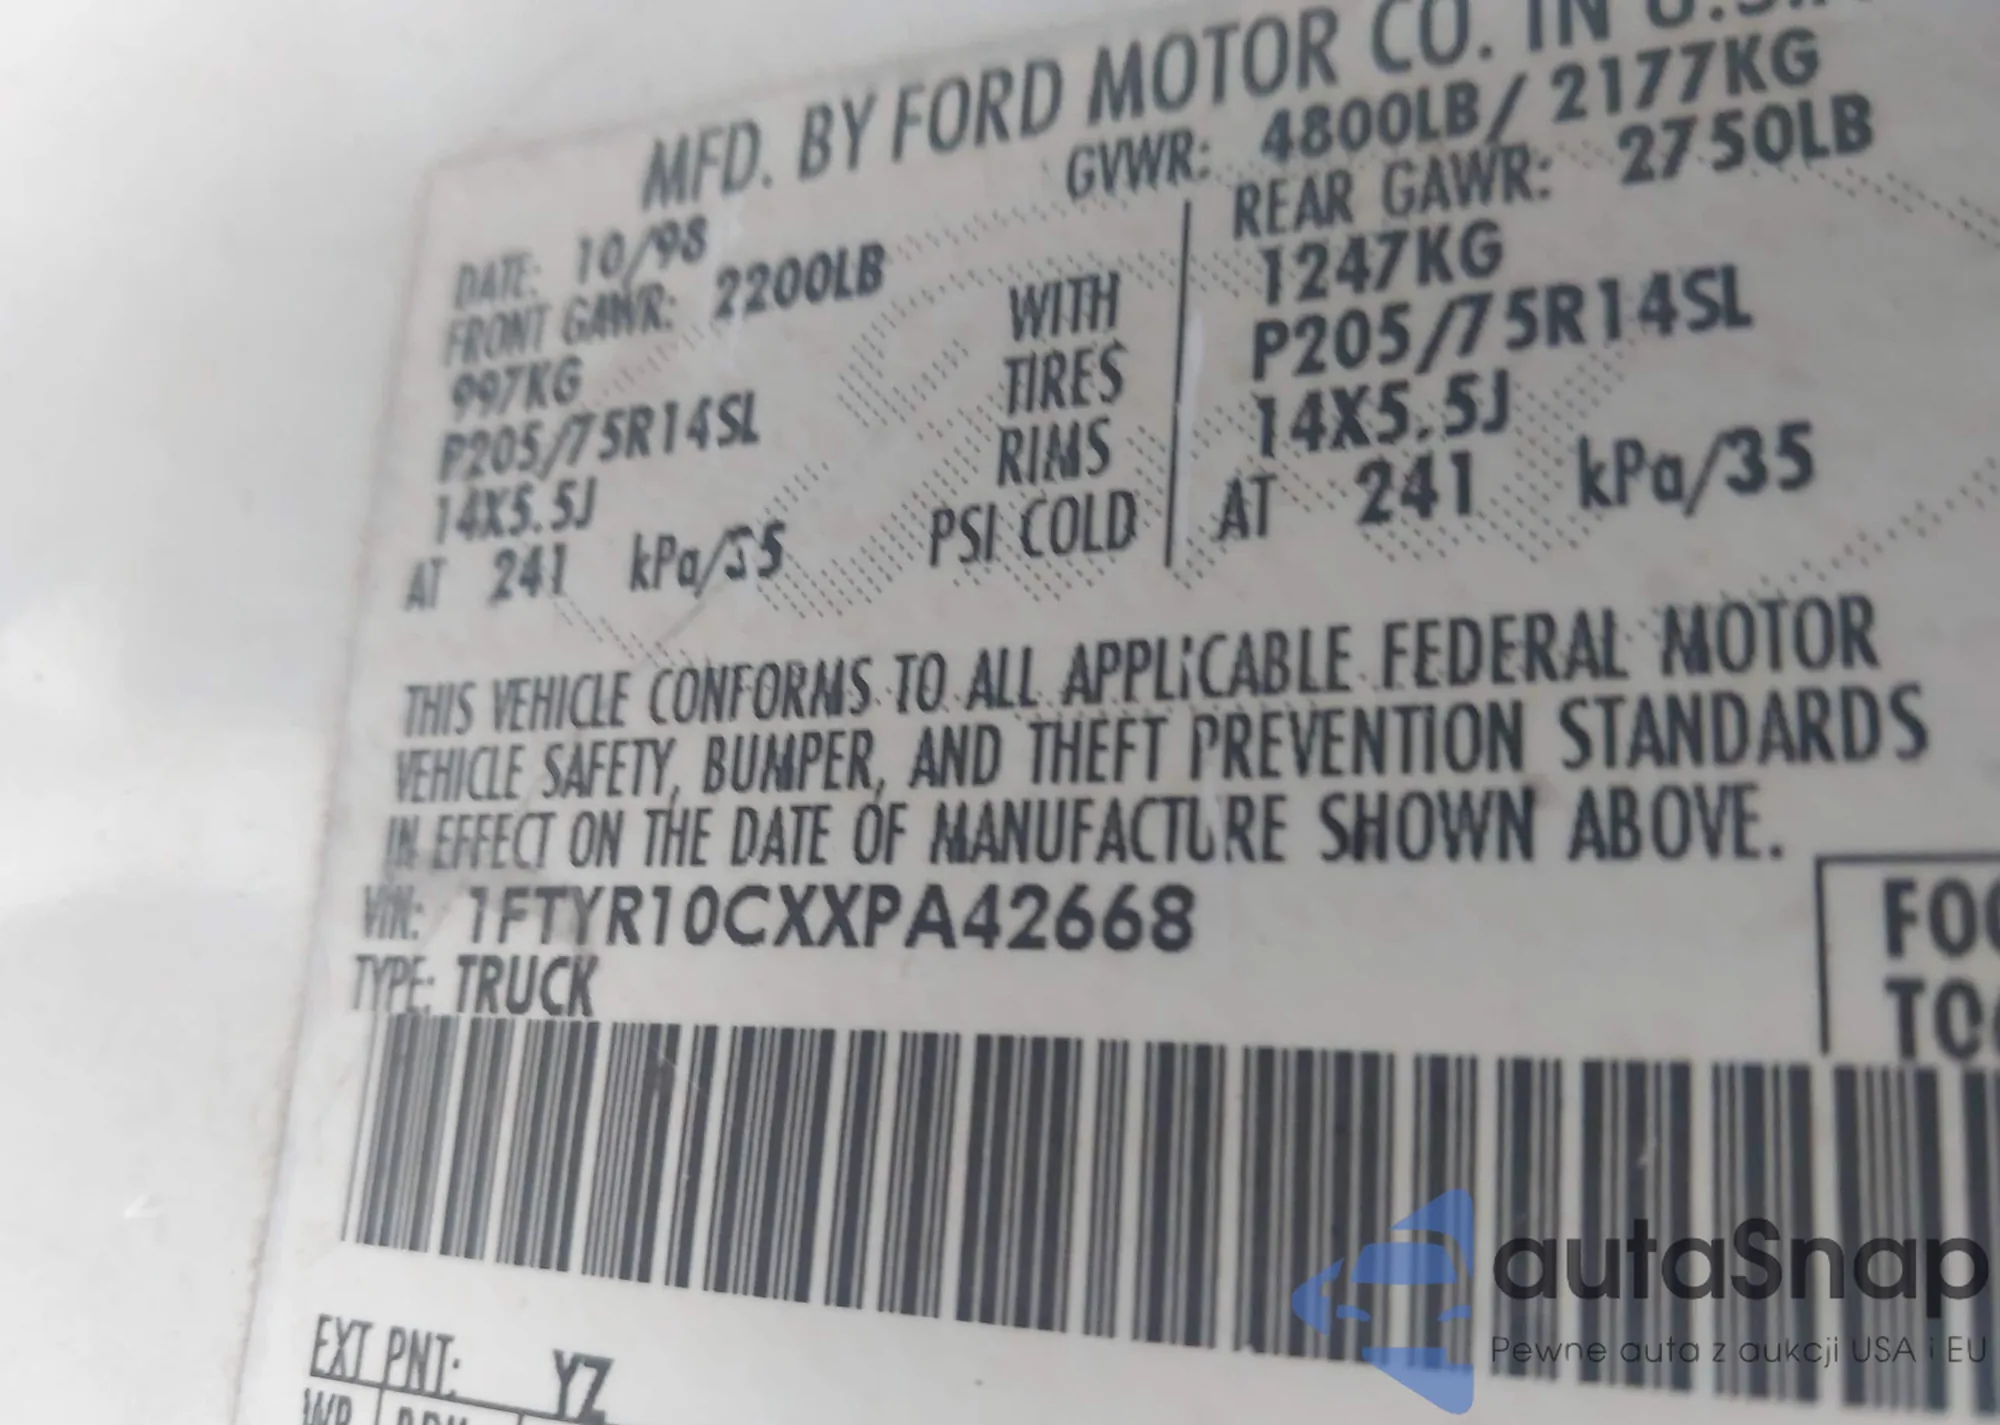 MFD. BY FORD MOTOR CO. IN U.S.A
GVWR: 4800LB/ 2177KG
DATE: 10/98
FRONT GAWR: 2200LB
997KG
P205/75R14SL
14X5.5J
AT 241 kPa/35
WITH
TIRES
RIMS
PSI COLD
REAR GAWR: 2750LB
1247KG
P205/75R14SL
14X5.5J
AT 241 kPa/35
THIS VEHICLE CONFORMS TO ALL APPLICABLE FEDERAL MOTOR
VEHICLE SAFETY, BUMPER, AND THEFT PREVENTION STANDARDS
IN EFFECT ON THE DATE OF MANUFACTURE SHOWN ABOVE.
VIN: 1FTYR10CXXPA42668
TYPE: TRUCK
EXT PNT: YZ
autaSnap
Pewne auta z aukcji USA i EU